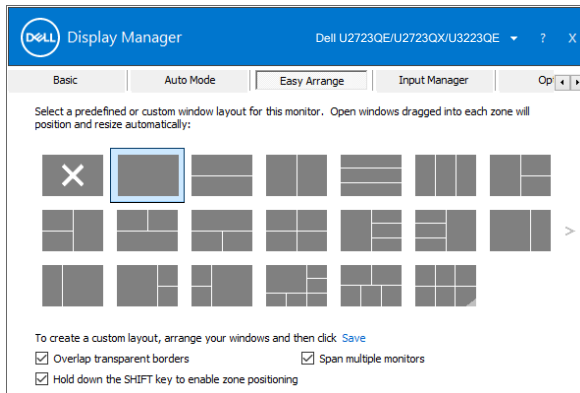 DELL Display Manager Dell U2723QE/U2723QX/U3223QE ? X
Basic Auto Mode Easy Arrange Input Manager Op
Select a predefined or custom window layout for this monitor. Open windows dragged into each zone will
position and resize automatically:
>
To create a custom layout, arrange your windows and then click Save
Overlap transparent borders Span multiple monitors
Hold down the SHIFT key to enable zone positioning